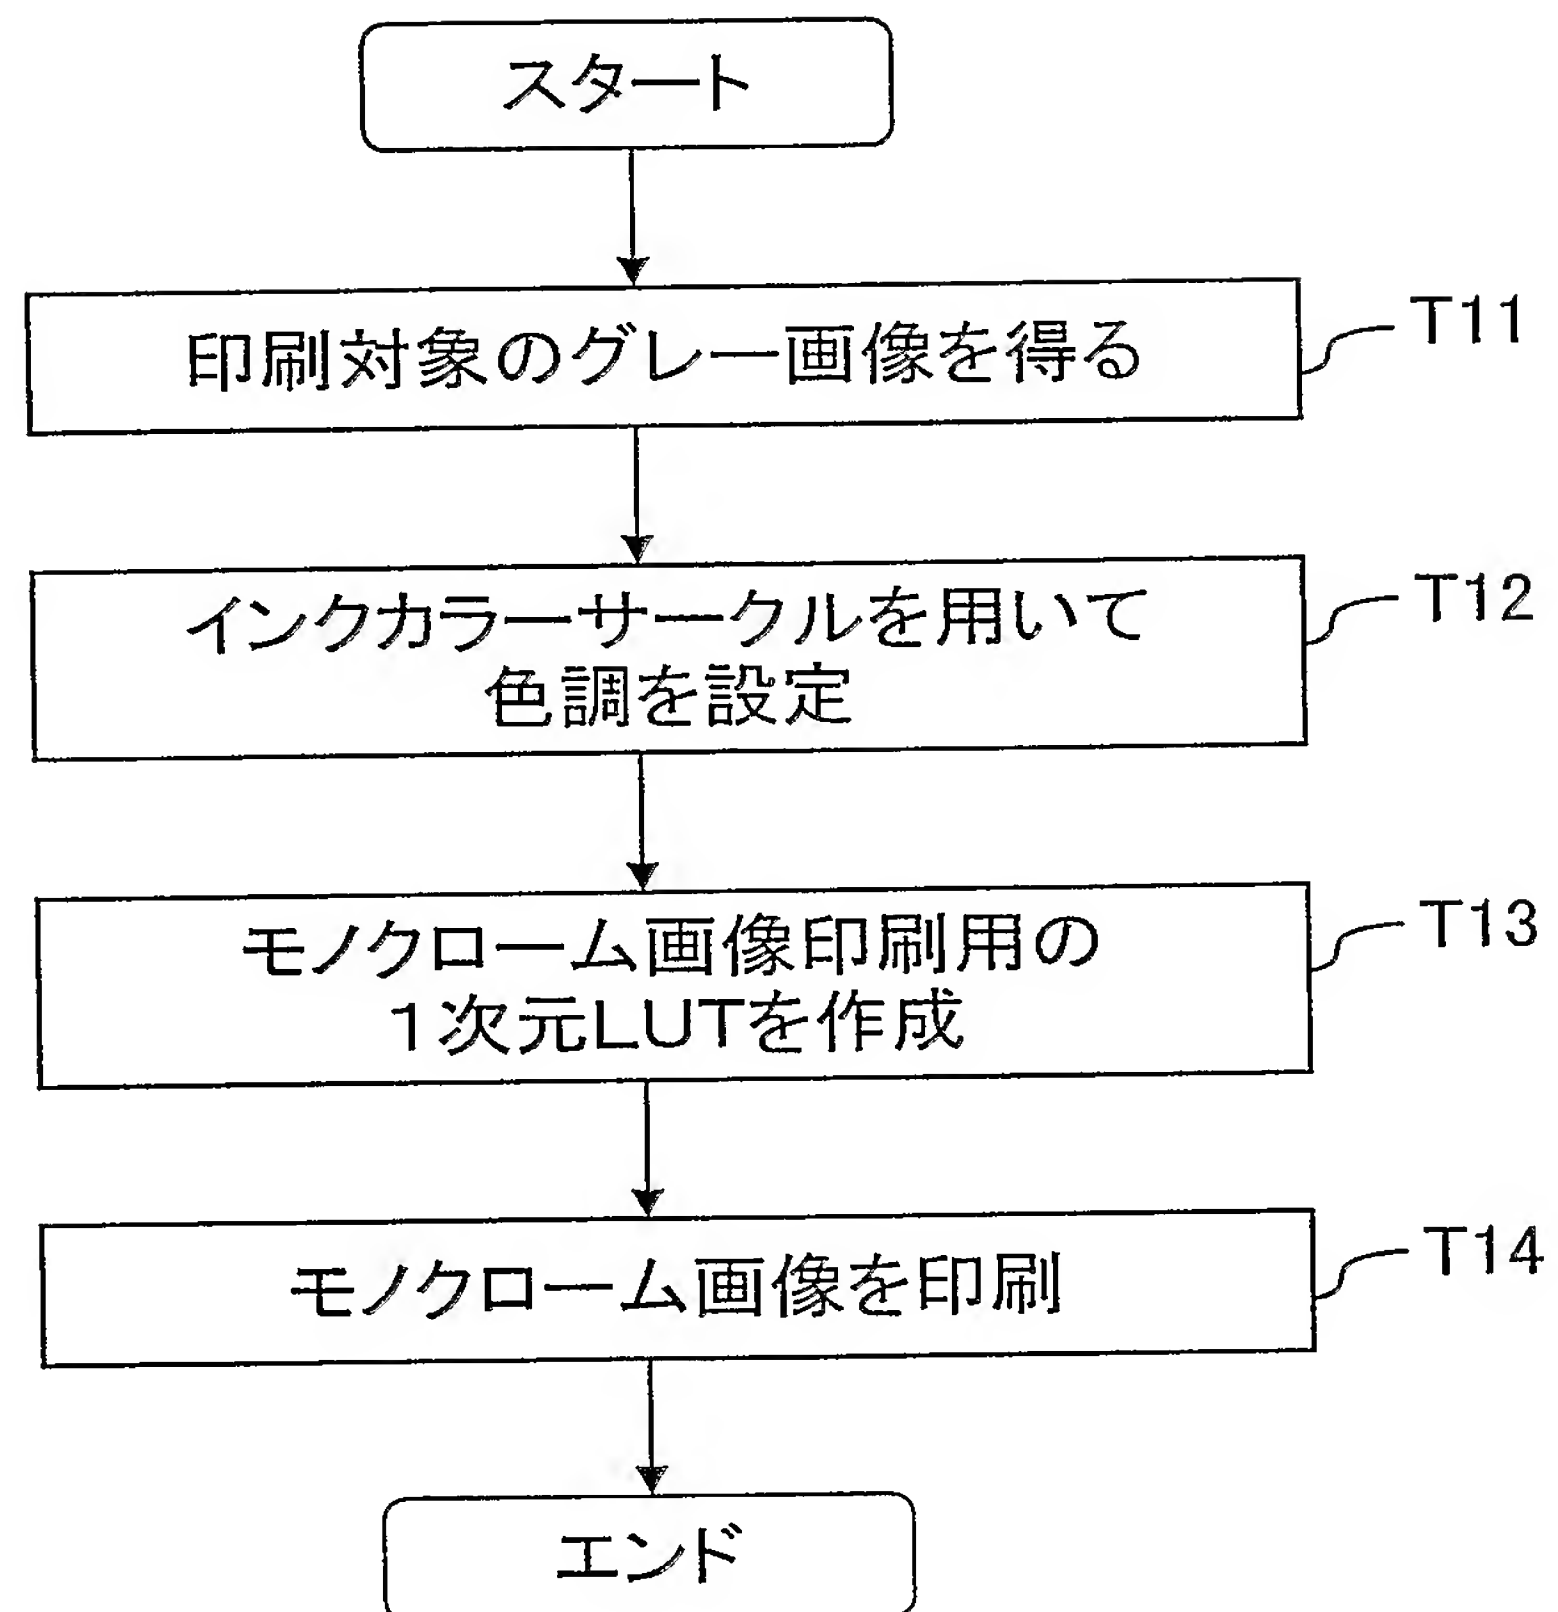 スタート
印刷対象のグレー画像を得る
T11
インクカラーサークルを用いて
色調を設定
T12
モノクローム画像印刷用の
1次元LUTを作成
T13
モノクローム画像を印刷
T14
エンド